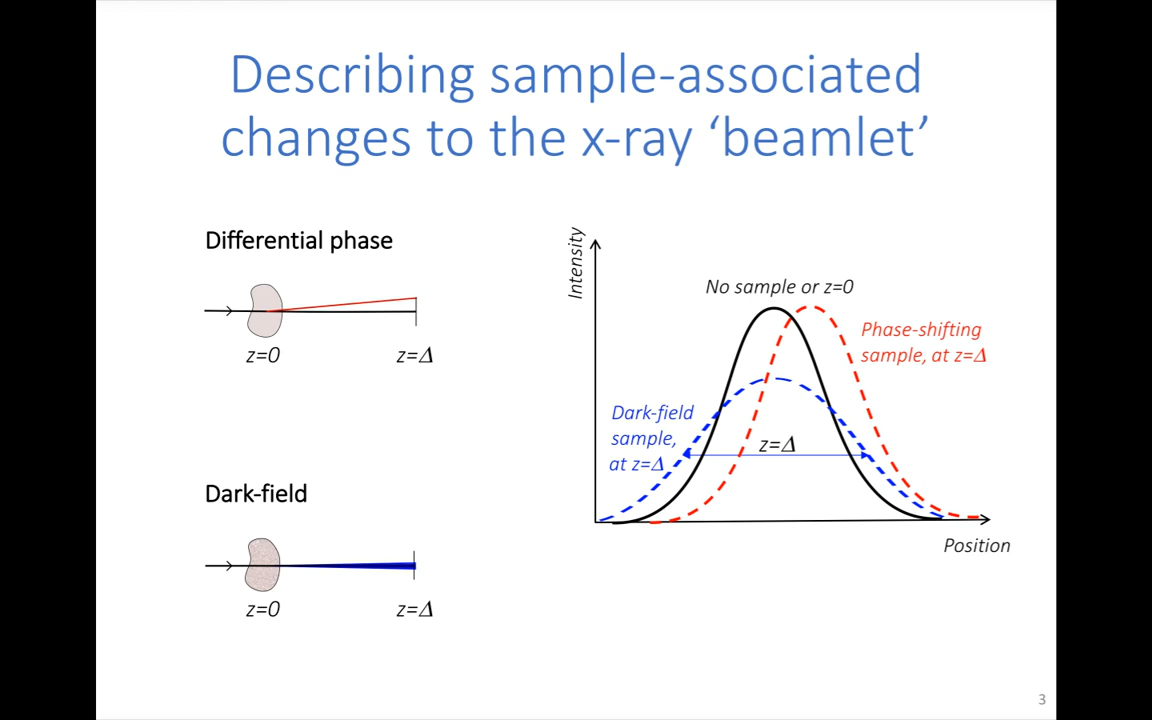 Describing sample-associated
changes to the x-ray ‘beamlet’
Differential phase
z=0
z=Δ
Dark-field
z=0
z=Δ
Intensity
No sample or z=0
Phase-shifting
sample, at z=Δ
Dark-field
sample,
at z=Δ
z=Δ
Position
3